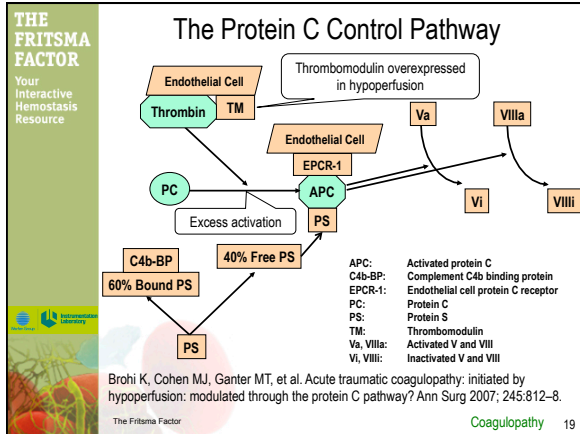 THE
FRITSMA
FACTOR
Your
Interactive
Hemostasis
Resource
The Protein C Control Pathway
Endothelial Cell
Thrombin
TM
Thrombomodulin overexpressed
in hypoperfusion
Endothelial Cell
EPCR-1
Va
VIIIa
PC
APC
Excess activation
PS
Vi
VIIIi
C4b-BP
60% Bound PS
40% Free PS
PS
APC: Activated protein C
C4b-BP: Complement C4b binding protein
EPCR-1: Endothelial cell protein C receptor
PC: Protein C
PS: Protein S
TM: Thrombomodulin
Va, VIIIa: Activated V and VIII
Vi, VIIIi: Inactivated V and VIII
Instrumentation
Laboratory
Brohi K, Cohen MJ, Ganter MT, et al. Acute traumatic coagulopathy: initiated by
hypoperfusion: modulated through the protein C pathway? Ann Surg 2007; 245:812–8.
The Fritsma Factor
Coagulopathy 19